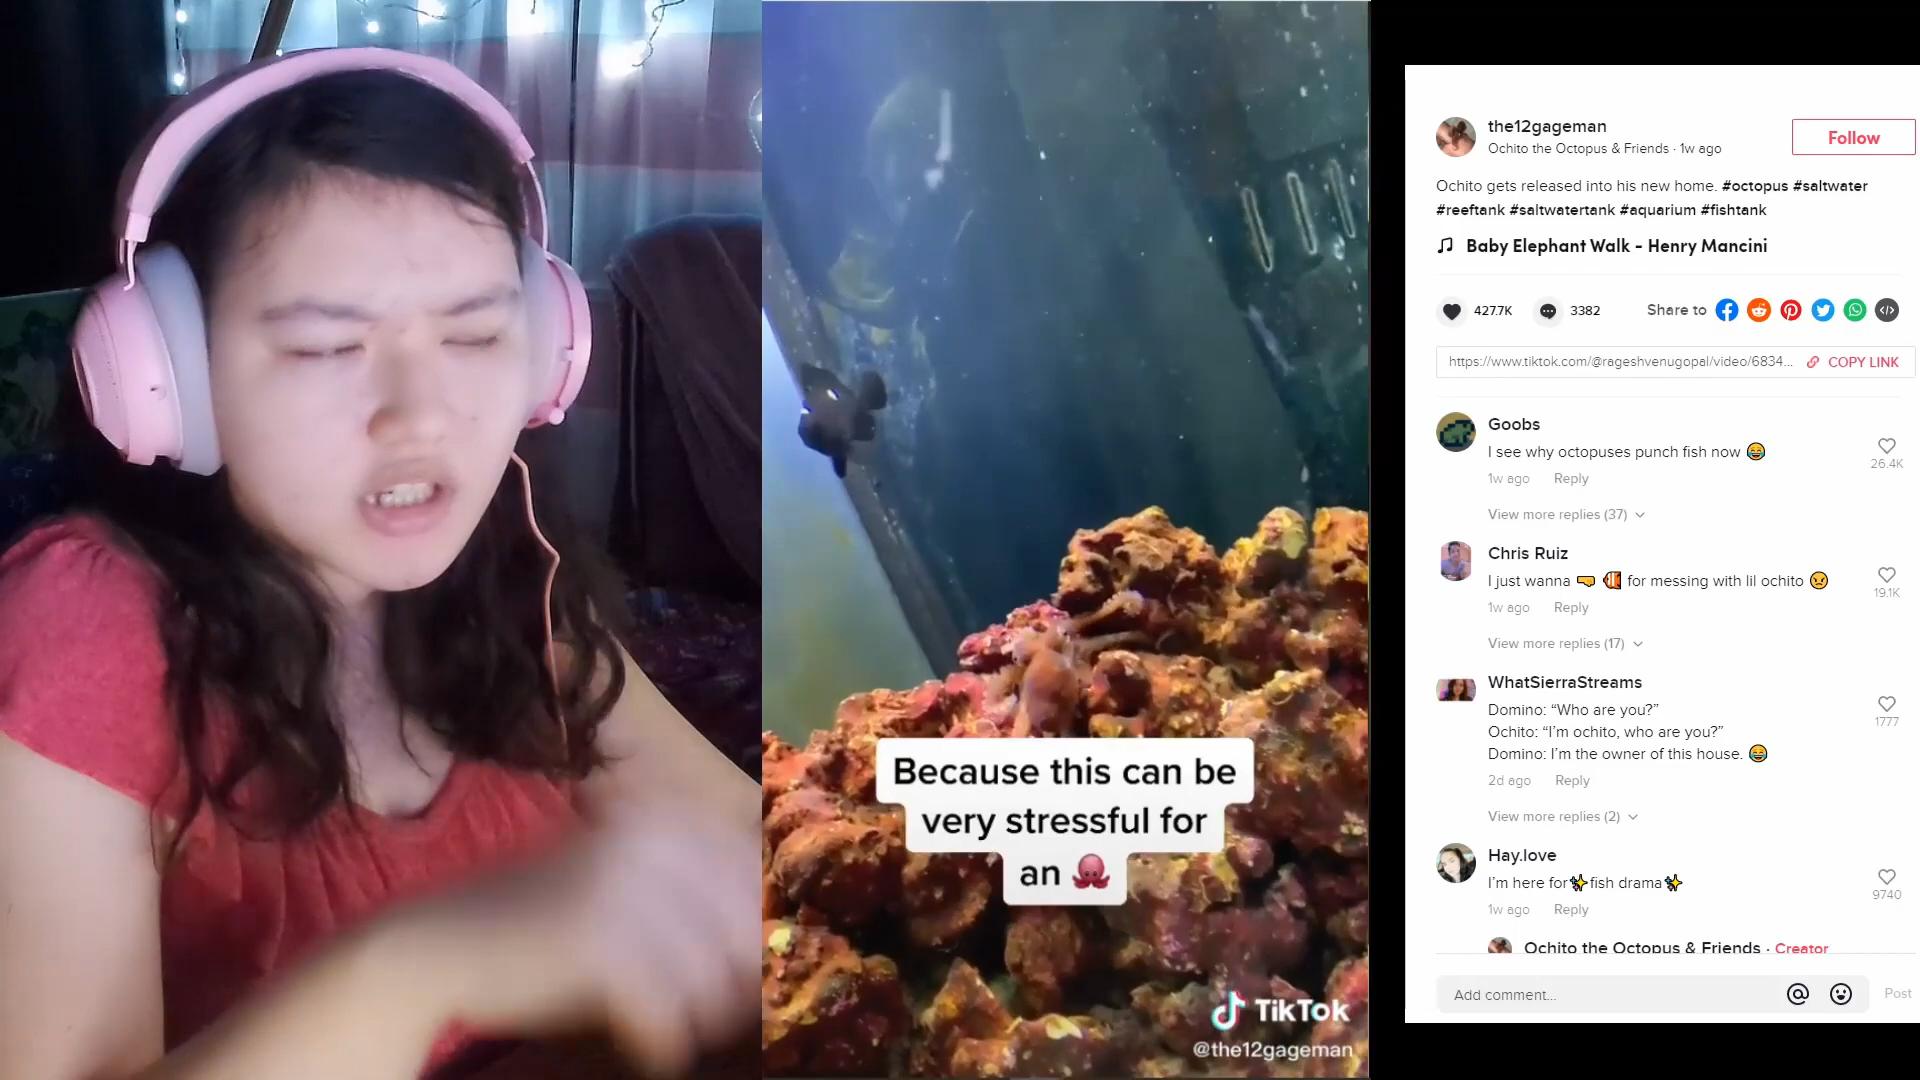 Because this can be
very stressful for
an
TikTok
@the12gageman
the12gageman
Ochito the Octopus & Friends · 1w ago
Follow
Ochito gets released into his new home. #octopus #saltwater
#reeftank #saltwatertank #aquarium #fishtank
Baby Elephant Walk - Henry Mancini
427.7K
3382
Share to
https://www.tiktok.com/@rageshvenugopal/video/6834...
COPY LINK
Goobs
I see why octopuses punch fish now 😂
26.4K
1w ago Reply
View more replies (37)
Chris Ruiz
I just wanna 🤜 🐠 for messing with lil ochito 😠
19.1K
1w ago Reply
View more replies (17)
WhatSierraStreams
Domino: “Who are you?”
Ochito: “I’m ochito, who are you?”
1777
Domino: I’m the owner of this house. 😂
2d ago Reply
View more replies (2)
Hay.love
I’m here for✨fish drama✨
9740
1w ago Reply
Ochito the Octopus & Friends · Creator
Add comment...
Post